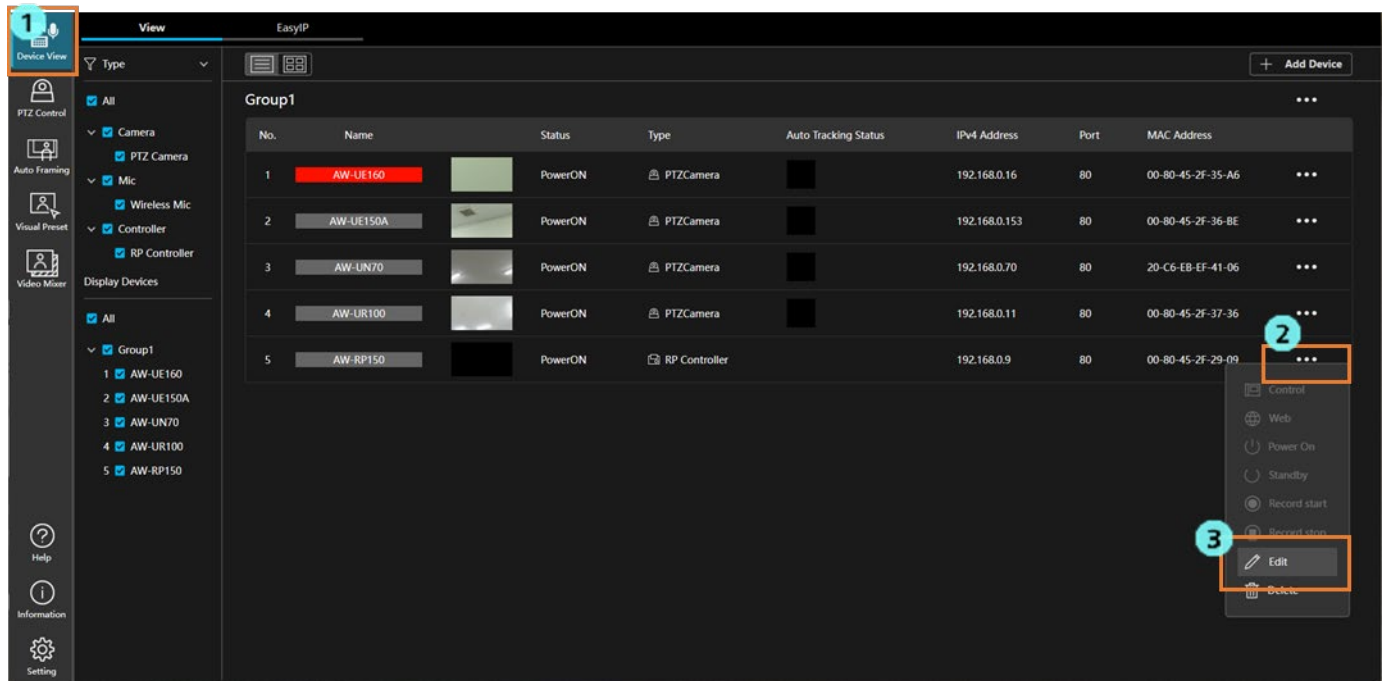 1
Device View
PTZ Control
Auto Framing
Visual Preset
Video Mixer
Help
Information
Setting
View EasyIP
Type
All
Camera
PTZ Camera
Mic
Wireless Mic
Controller
RP Controller
Display Devices
All
Group1
1 AW-UE160
2 AW-UE150A
3 AW-UN70
4 AW-UR100
5 AW-RP150
+ Add Device
Group1 •••
No. Name Status Type Auto Tracking Status IPv4 Address Port MAC Address
1 AW-UE160 PowerON PTZCamera 192.168.0.16 80 00-80-45-2F-35-A6 •••
2 AW-UE150A PowerON PTZCamera 192.168.0.153 80 00-80-45-2F-36-BE •••
3 AW-UN70 PowerON PTZCamera 192.168.0.70 80 20-C6-EB-EF-41-06 •••
4 AW-UR100 PowerON PTZCamera 192.168.0.11 80 00-80-45-2F-37-36 •••
2
5 AW-RP150 PowerON RP Controller 192.168.0.9 80 00-80-45-2F-29-09 •••
Control
Web
Power On
Standby
Record start
Record stop
3
Edit
Delete